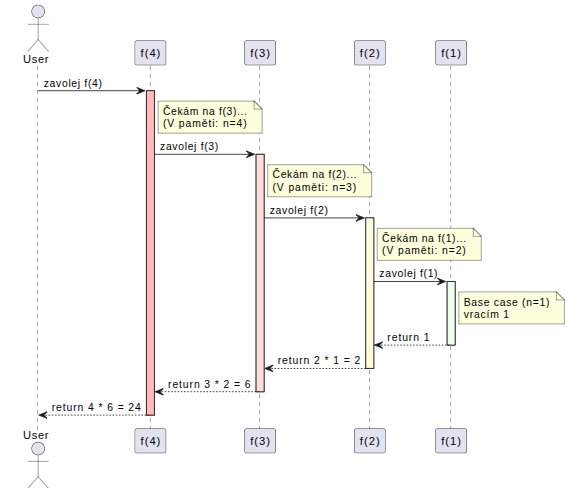 User
f(4)
f(3)
f(2)
f(1)
zavolej f(4)
Čekám na f(3)...
(V paměti: n=4)
zavolej f(3)
Čekám na f(2)...
(V paměti: n=3)
zavolej f(2)
Čekám na f(1)...
(V paměti: n=2)
zavolej f(1)
Base case (n=1)
vracím 1
return 1
return 2 * 1 = 2
return 3 * 2 = 6
return 4 * 6 = 24
User
f(4)
f(3)
f(2)
f(1)